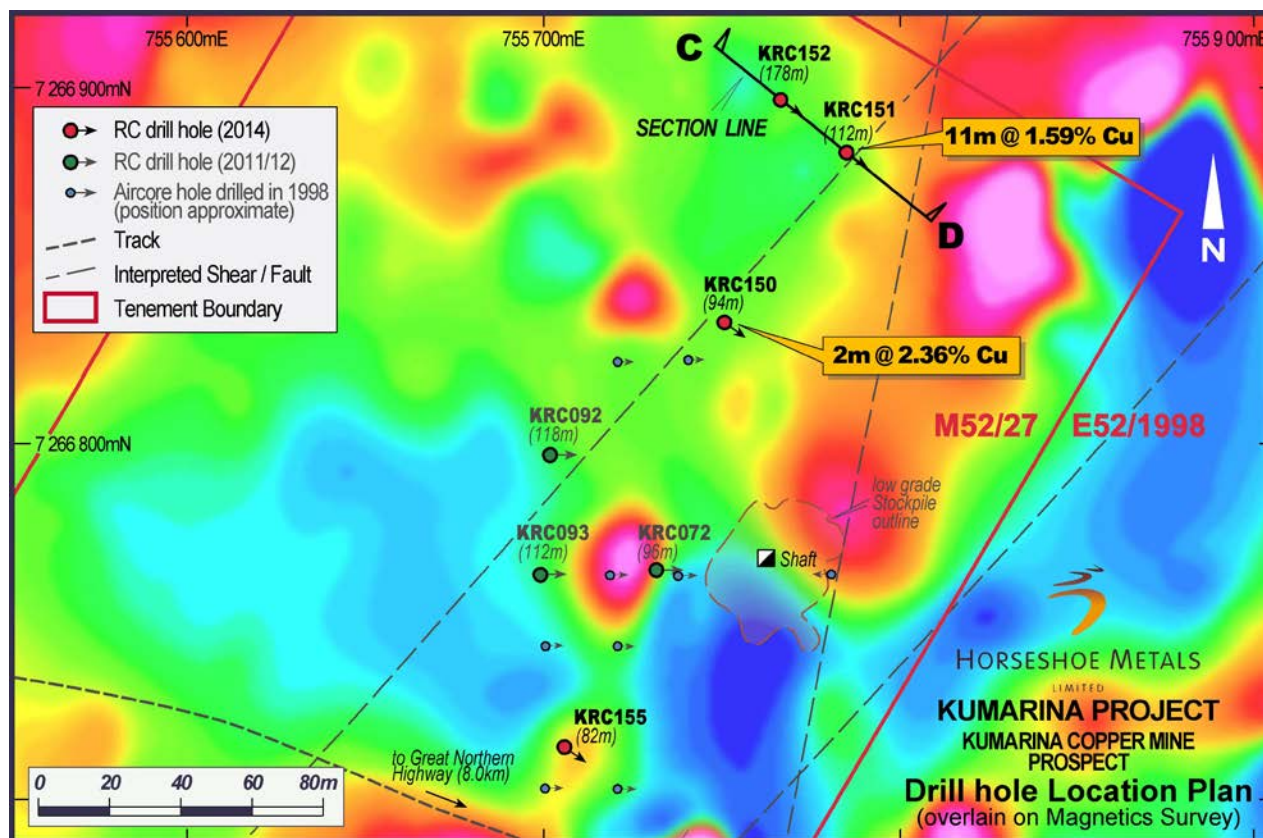 755 600mE
755 700mE
755 900mE
7 266 900mN
7 266 800mN
RC drill hole (2014)
RC drill hole (2011/12)
Aircore hole drilled in 1998
(position approximate)
Track
Interpreted Shear / Fault
Tenement Boundary
C
KRC152
(178m)
SECTION LINE
KRC151
(112m)
11m @ 1.59% Cu
D
N
KRC150
(94m)
2m @ 2.36% Cu
M52/27
E52/1998
KRC092
(118m)
low grade
Stockpile
outline
KRC093
(112m)
KRC072
(96m)
Shaft
KRC155
(82m)
to Great Northern
Highway (8.0km)
0 20 40 60 80m
HORSESHOE METALS
LIMITED
KUMARINA PROJECT
KUMARINA COPPER MINE
PROSPECT
Drill hole Location Plan
(overlain on Magnetics Survey)